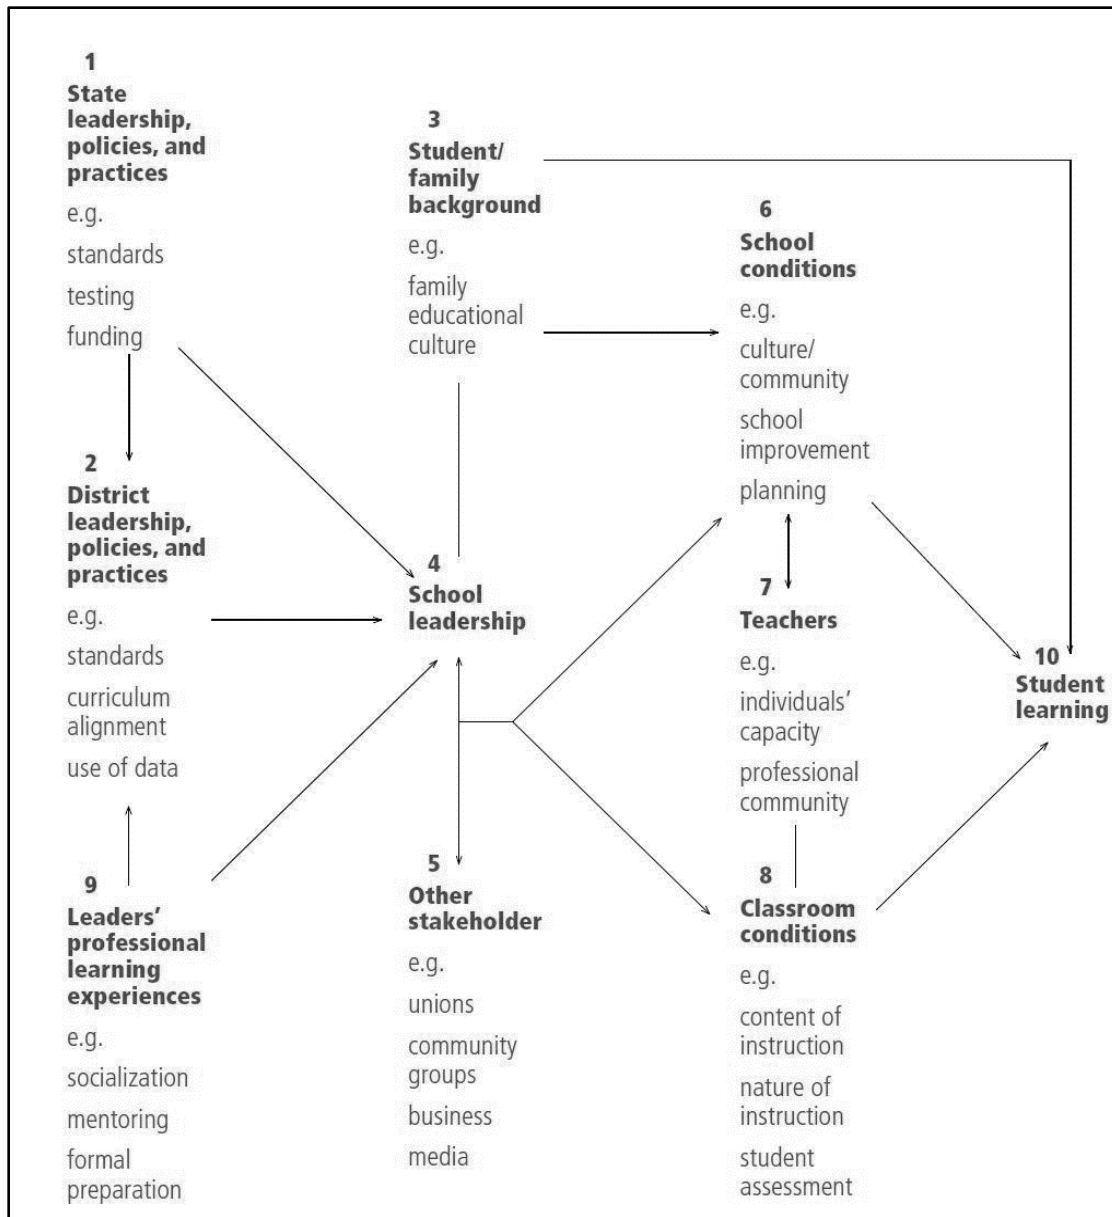 1
State
leadership,
policies, and
practices
e.g.
standards
testing
funding
2
District
leadership,
policies, and
practices
e.g.
standards
curriculum
alignment
use of data
9
Leaders’
professional
learning
experiences
e.g.
socialization
mentoring
formal
preparation
3
Student/
family
background
e.g.
family
educational
culture
4
School
leadership
5
Other
stakeholder
e.g.
unions
community
groups
business
media
6
School
conditions
e.g.
culture/
community
school
improvement
planning
7
Teachers
e.g.
individuals’
capacity
professional
community
8
Classroom
conditions
e.g.
content of
instruction
nature of
instruction
student
assessment
10
Student
learning